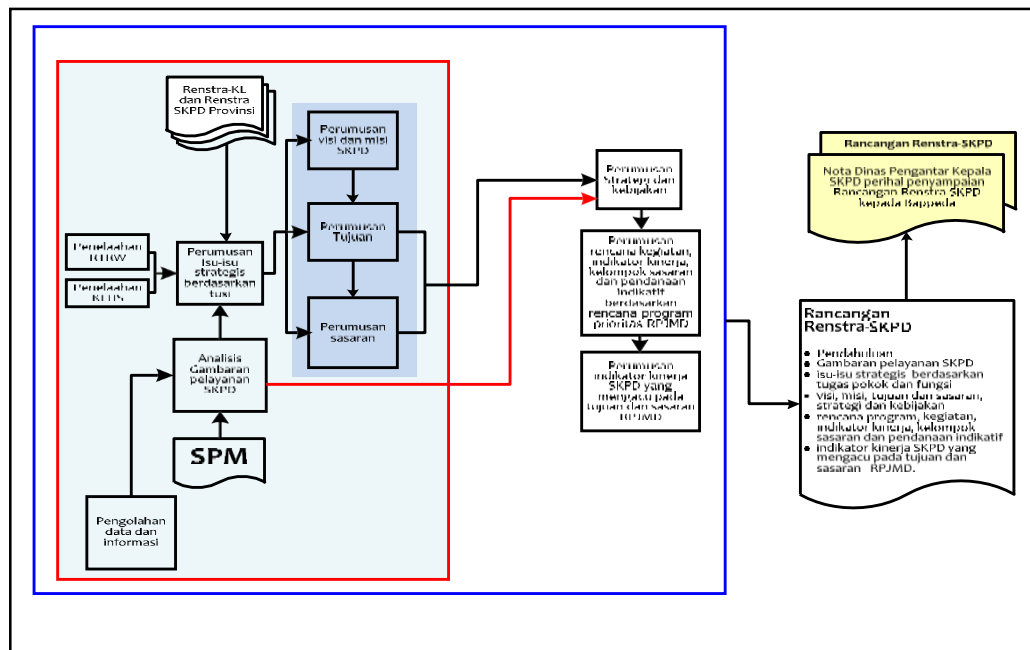 Renstra-KL
dan Renstra
SKPD Provinsi
Perumusan
visi dan misi
SKPD
Perumusan
Tujuan
Perumusan
sasaran
Penelaahan
RTRW
Penelaahan
KLHS
Perumusan
isu-isu
strategis
berdasarkan
tusi
Analisis
Gambaran
pelayanan
SKPD
SPM
Pengolahan
data dan
informasi
Perumusan
Strategi dan
kebijakan
Perumusan
rencana kegiatan,
indikator kinerja,
kelompok sasaran
dan pendanaan
indikatif
berdasarkan
rencana program
prioritas RPJMD
Perumusan
indikator kinerja
SKPD yang
mengacu pada
tujuan dan sasaran
RPJMD
Rancangan Renstra-SKPD
Nota Dinas Pengantar Kepala
SKPD perihal penyampaian
Rancangan Renstra SKPD
kepada Bappeda
Rancangan
Renstra-SKPD
• Pendahuluan
• Gambaran pelayanan SKPD
• isu-isu strategis berdasarkan
tugas pokok dan fungsi
• visi, misi, tujuan dan sasaran,
strategi dan kebijakan
• rencana program, kegiatan,
indikator kinerja, kelompok
sasaran dan pendanaan indikatif
• indikator kinerja SKPD yang
mengacu pada tujuan dan
sasaran RPJMD.